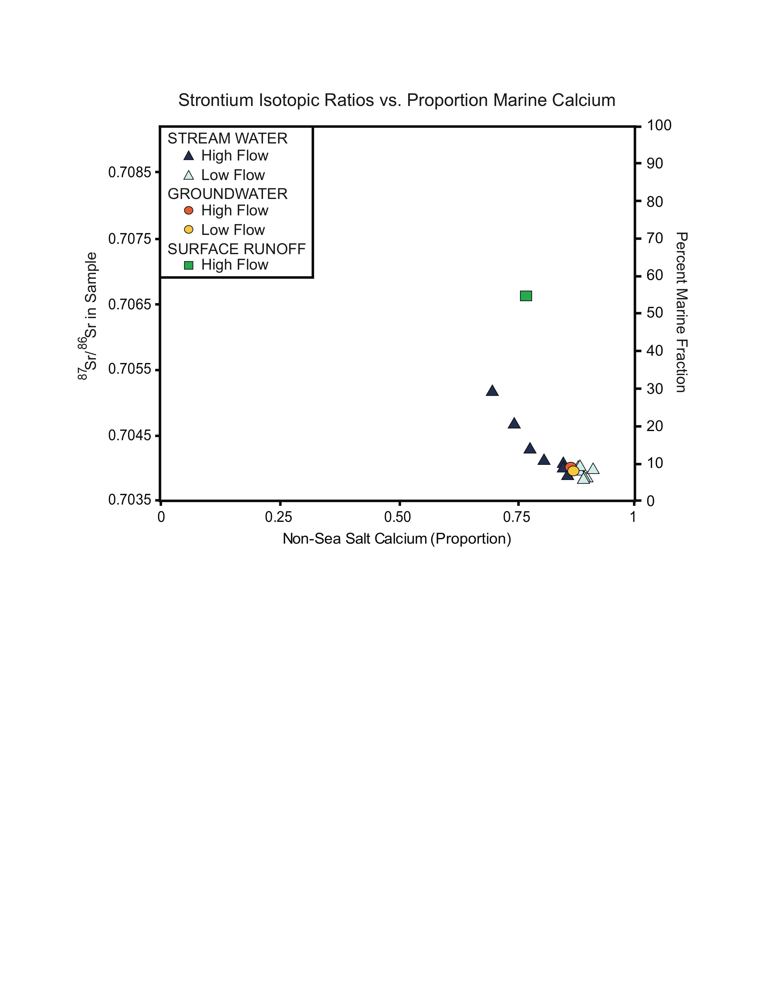 Strontium Isotopic Ratios vs. Proportion Marine Calcium
STREAM WATER
High Flow
Low Flow
GROUNDWATER
High Flow
Low Flow
SURFACE RUNOFF
High Flow
0.7085
0.7075
0.7065
0.7055
0.7045
0.7035
87Sr/86Sr in Sample
100
90
80
70
60
50
40
30
20
10
0
Percent Marine Fraction
0 0.25 0.50 0.75 1
Non-Sea Salt Calcium (Proportion)